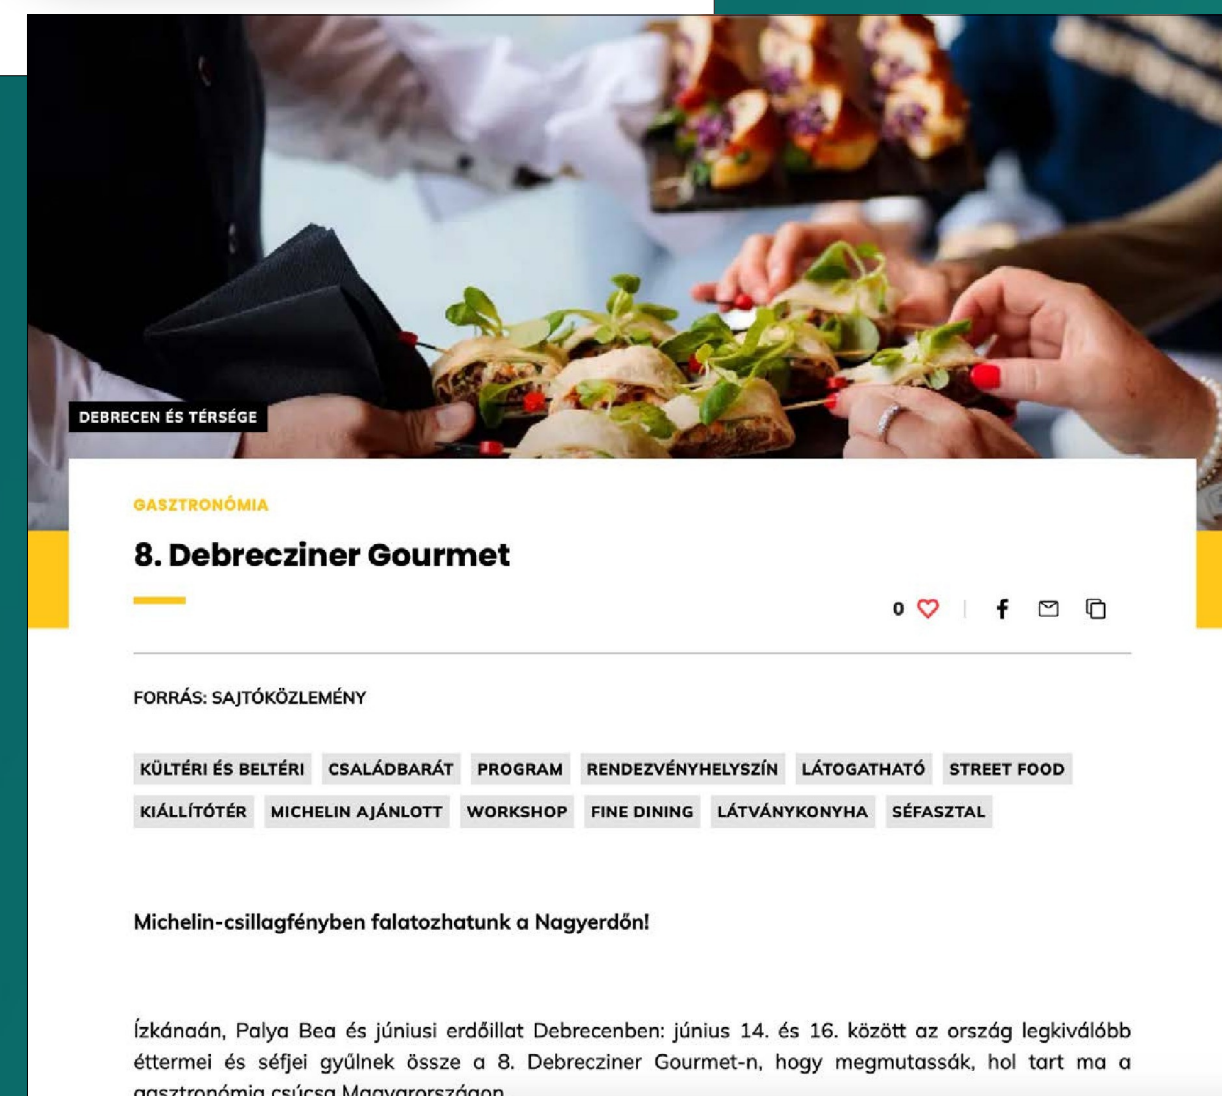 DEBRECEN ÉS TÉRSÉGE
GASZTRONÓMIA
8. Debrecziner Gourmet
0
FORRÁS: SAJTÓKÖZLEMÉNY
KÜLTÉRI ÉS BELTÉRI CSALÁDBARÁT PROGRAM RENDEZVÉNYHELYSZÍN LÁTOGATHATÓ STREET FOOD
KIÁLLÍTÓTÉR MICHELIN AJÁNLOTT WORKSHOP FINE DINING LÁTVÁNYKONYHA SÉFASZTAL
Michelin-csillagfényben falatozhatunk a Nagyerdőn!
Ízkánaán, Palya Bea és júniusi erdőillat Debrecenben: június 14. és 16. között az ország legkiválóbb
éttermei és séfjei gyűlnek össze a 8. Debrecziner Gourmet-n, hogy megmutassák, hol tart ma a
gasztronómia csúcsa Magyarországon.